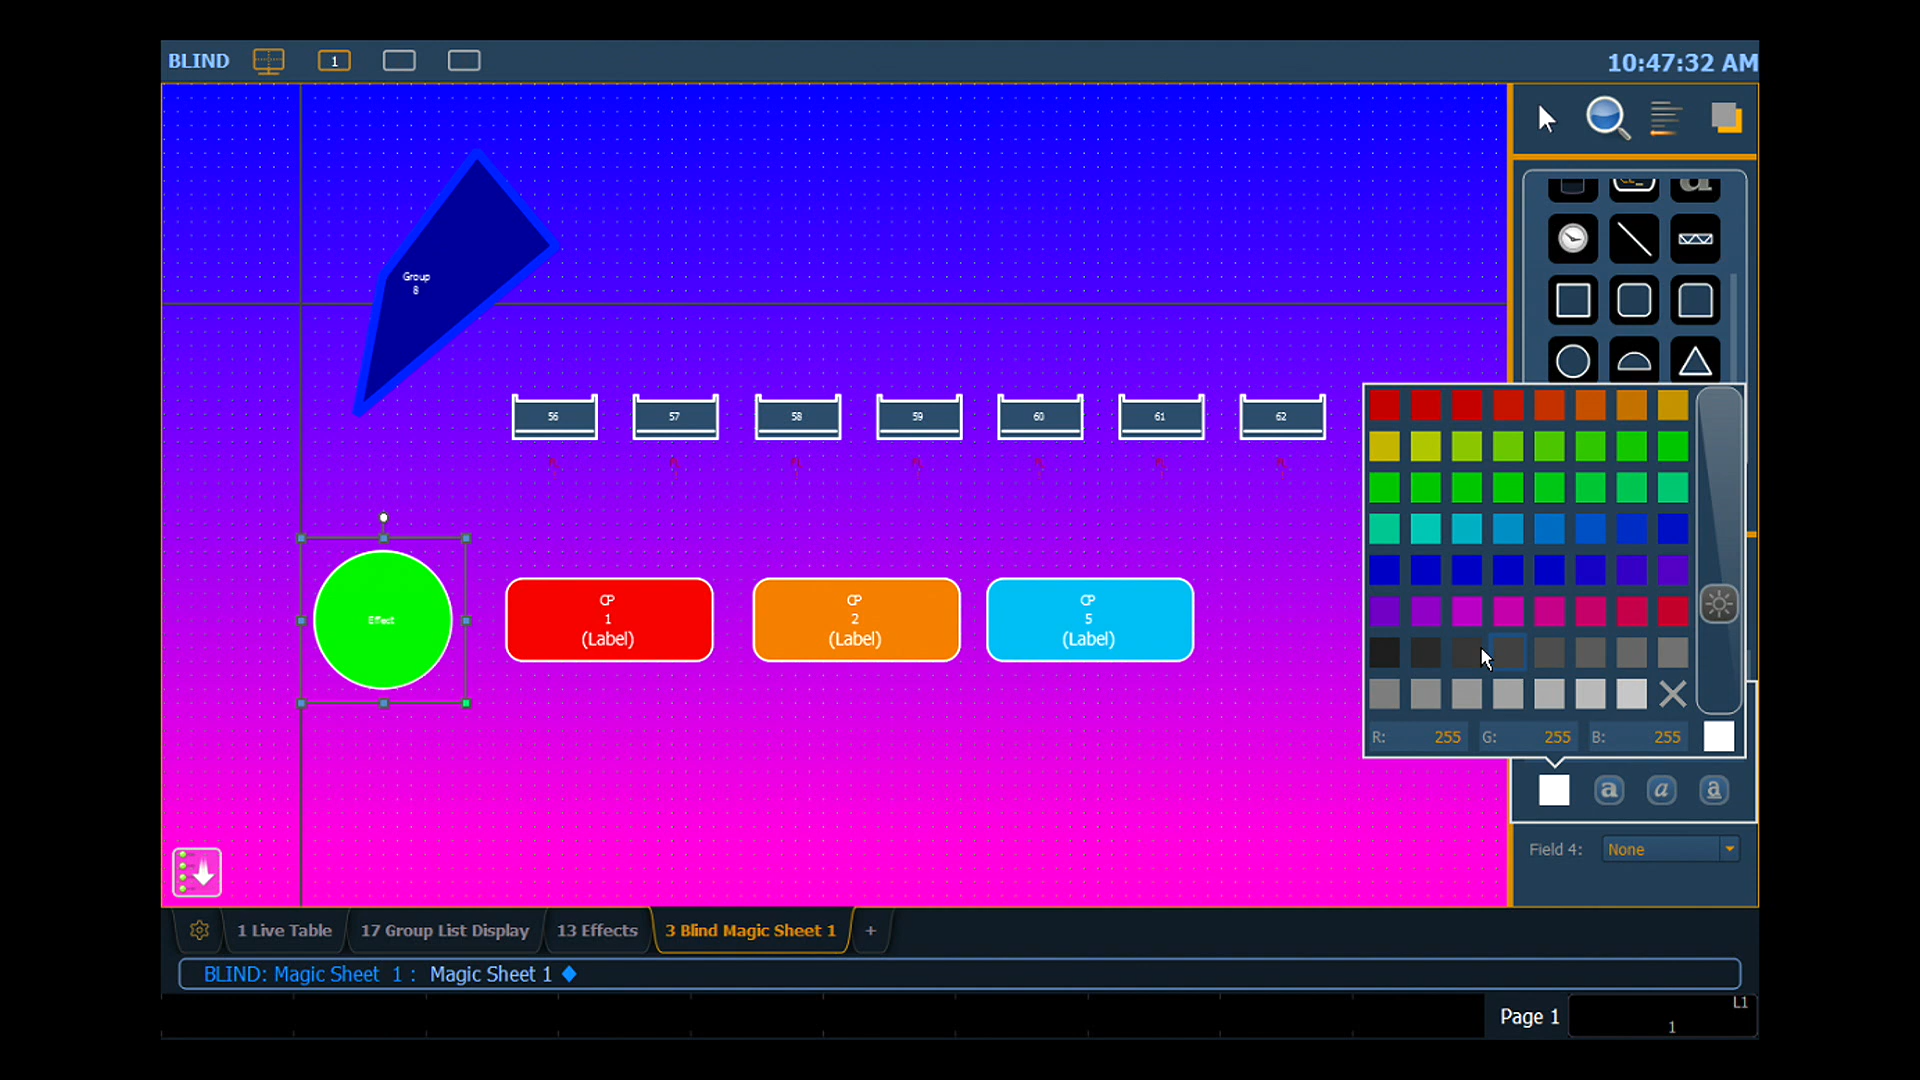 BLIND
1
10:47:32 AM
Group
8
56 57 58 59 60 61 62
Effect
CP
1
(Label)
CP
2
(Label)
CP
5
(Label)
R: 255 G: 255 B: 255
a a a
Field 4: None
1 Live Table 17 Group List Display 13 Effects 3 Blind Magic Sheet 1 +
BLIND: Magic Sheet 1 : Magic Sheet 1
L1
Page 1
1